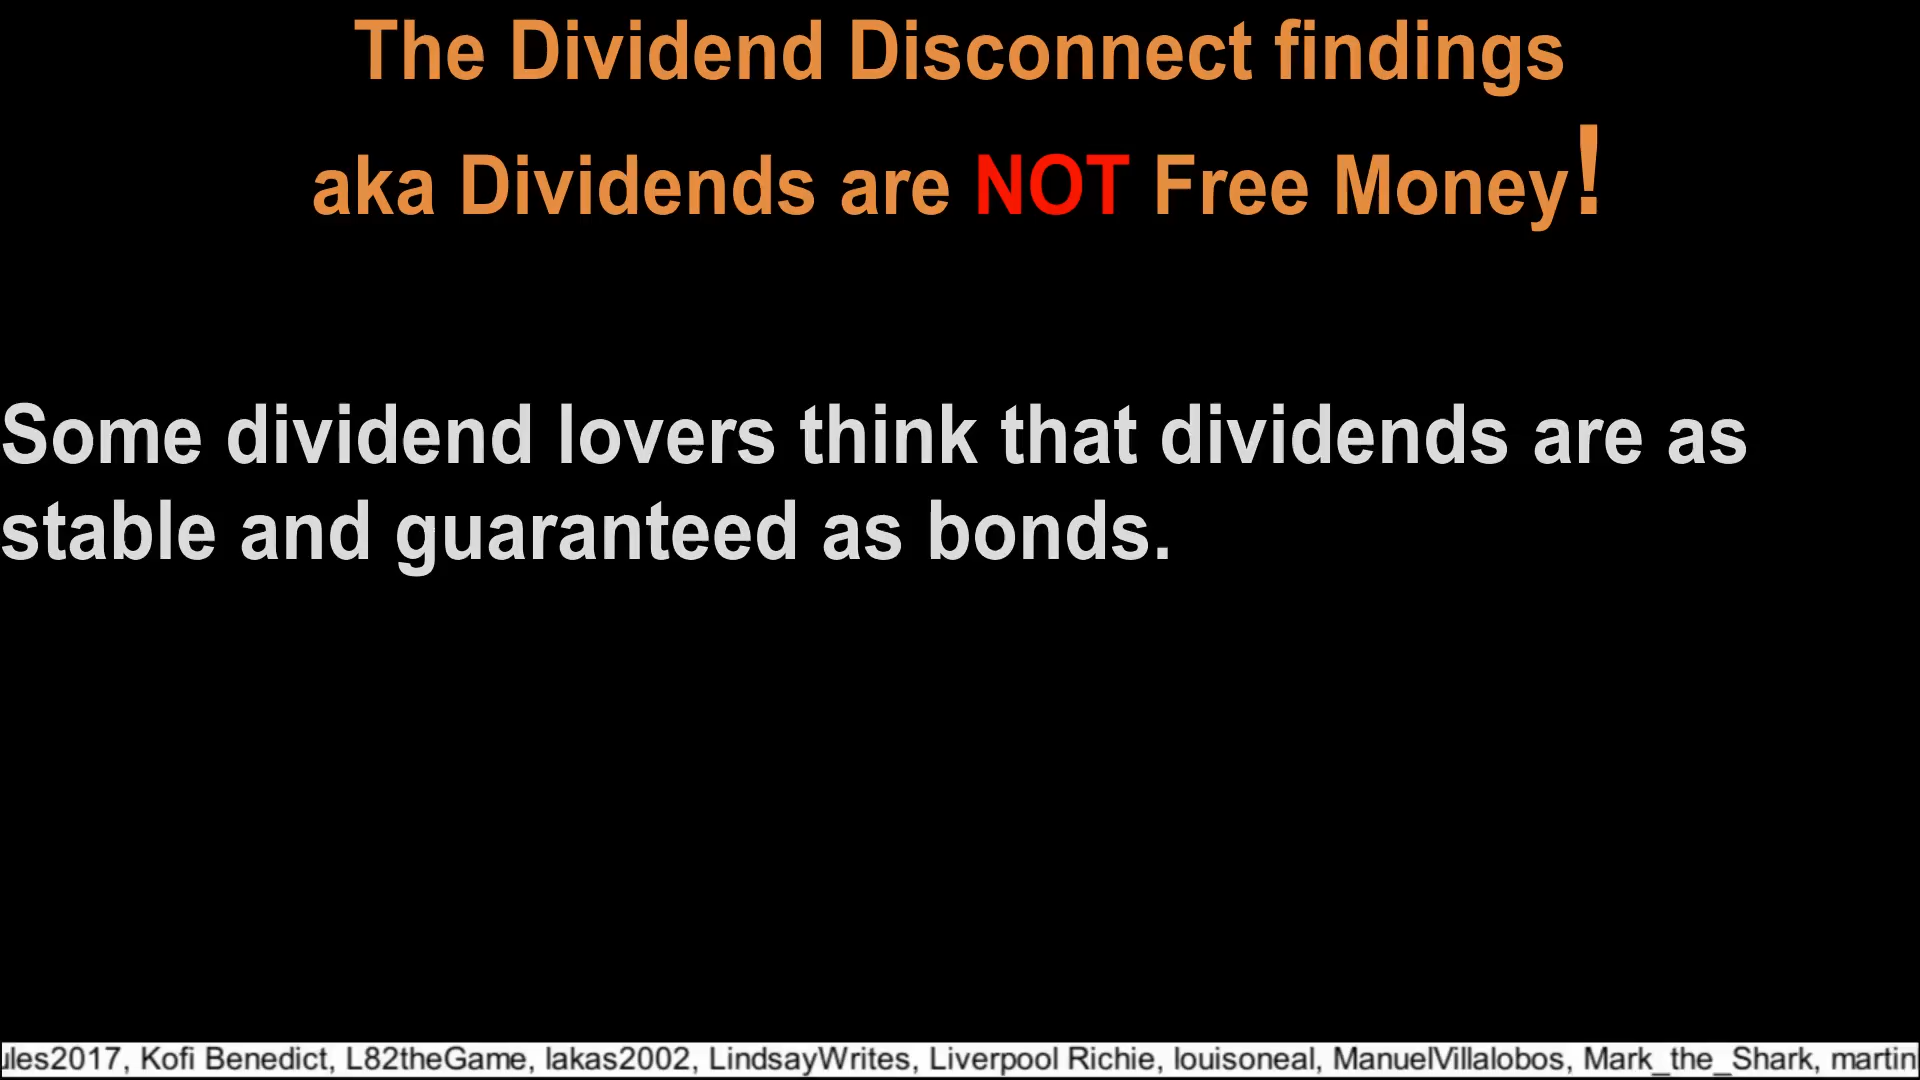 The Dividend Disconnect findings
aka Dividends are NOT Free Money!
Some dividend lovers think that dividends are as
stable and guaranteed as bonds.
Kofi Benedict, L82theGame, lakas2002, LindsayWrites, Liverpool Richie, louisoneal, ManuelVillalobos, Mark_the_Shark, martin